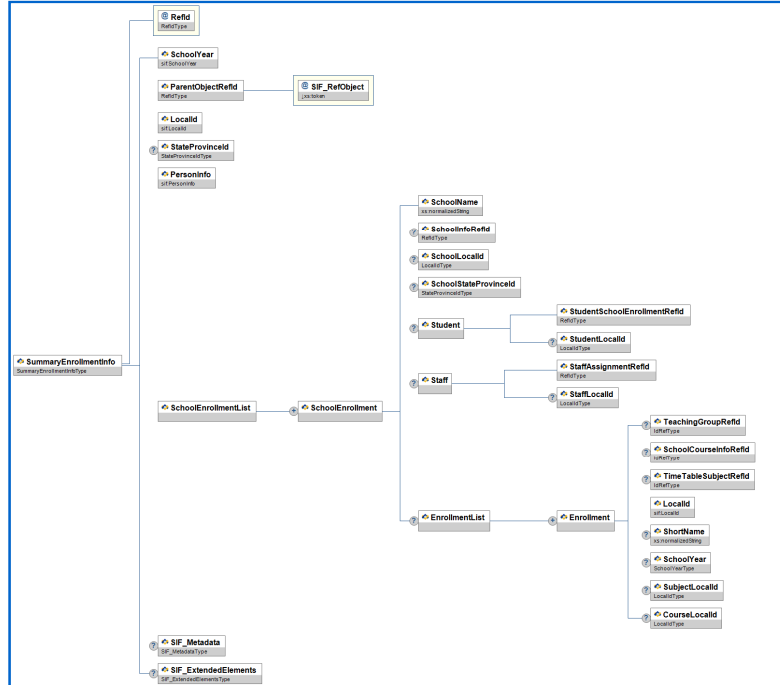 @ RefId
RefIdType
SchoolYear
sif:SchoolYear
ParentObjectRefId
RefIdType
@ SIF_RefObject
xs:token
LocalId
sif:LocalId
? StateProvinceId
StateProvinceIdType
PersonInfo
sif:PersonInfo
SchoolName
xs:normalizedString
? SchoolInfoRefId
RefIdType
? SchoolLocalId
LocalIdType
? SchoolStateProvinceId
StateProvinceIdType
? Student
StudentSchoolEnrollmentRefId
RefIdType
? StudentLocalId
LocalIdType
SummaryEnrollmentInfo
SummaryEnrollmentInfoType
? Staff
StaffAssignmentRefId
RefIdType
? StaffLocalId
LocalIdType
SchoolEnrollmentList
+ SchoolEnrollment
? TeachingGroupRefId
IdRefType
? SchoolCourseInfoRefId
IdRefType
? TimeTableSubjectRefId
IdRefType
LocalId
sif:LocalId
? EnrollmentList
+ Enrollment
? ShortName
xs:normalizedString
? SchoolYear
SchoolYearType
? SubjectLocalId
LocalIdType
? CourseLocalId
LocalIdType
? SIF_Metadata
SIF_MetadataType
? SIF_ExtendedElements
SIF_ExtendedElementsType